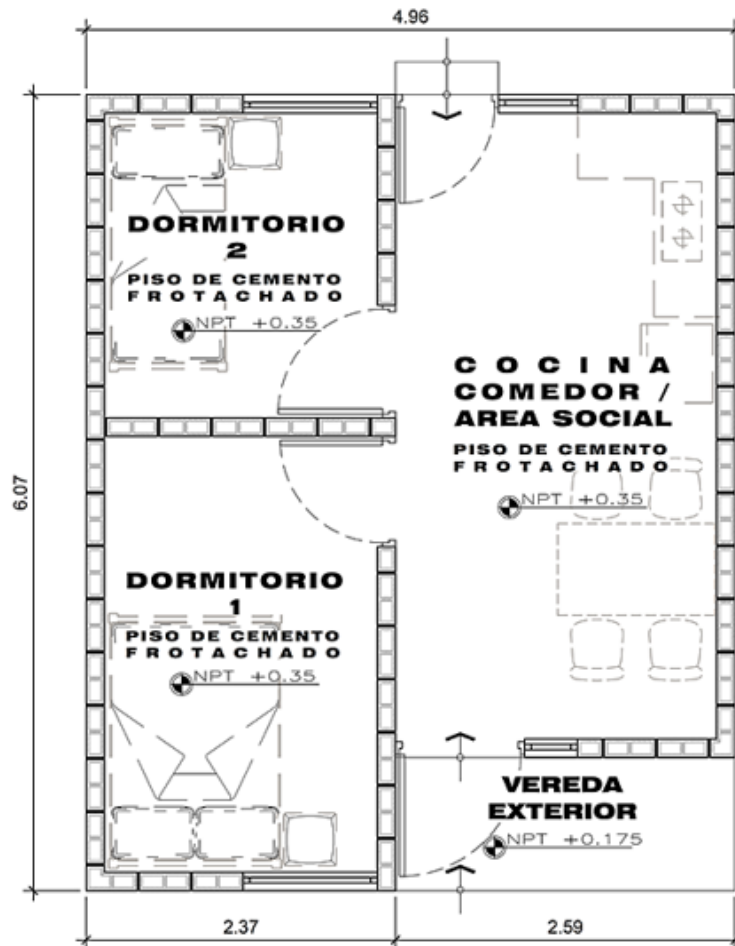 4.96
DORMITORIO
2
PISO DE CEMENTO
FROTACHADO
NPT +0.35
COCINA
COMEDOR /
AREA SOCIAL
PISO DE CEMENTO
FROTACHADO
NPT +0.35
6.07
DORMITORIO
1
PISO DE CEMENTO
FROTACHADO
NPT +0.35
VEREDA
EXTERIOR
NPT +0.175
2.37
2.59